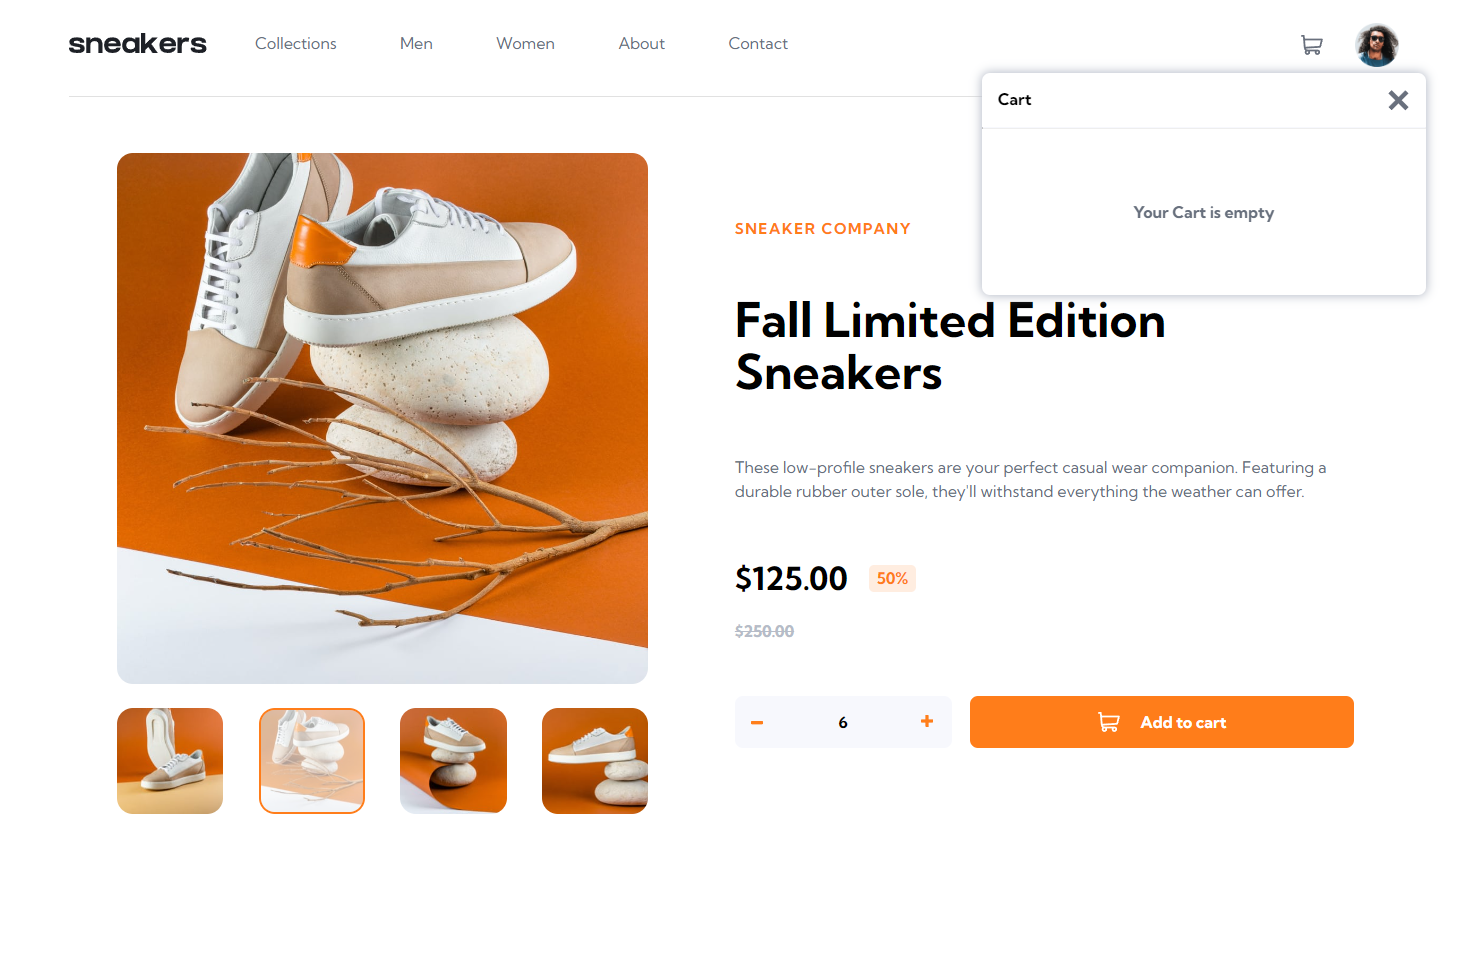 sneakers
Collections
Men
Women
About
Contact
Cart
Your Cart is empty
SNEAKER COMPANY
Fall Limited Edition
Sneakers
These low-profile sneakers are your perfect casual wear companion. Featuring a
durable rubber outer sole, they'll withstand everything the weather can offer.
$125.00 50%
$250.00
6
Add to cart